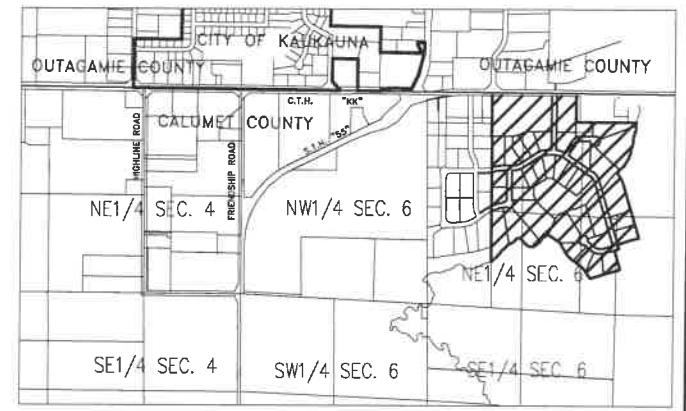 CITY OF KAUKAUNA
OUTAGAMIE COUNTY
OUTAGAMIE COUNTY
C.T.H. "KK"
CALUMET COUNTY
S.T.H. "55"
HIGHLINE ROAD
FRIENDSHIP ROAD
NE1/4 SEC. 4
NW1/4 SEC. 6
NE1/4 SEC. 6
SE1/4 SEC. 4
SW1/4 SEC. 6
SE1/4 SEC. 6